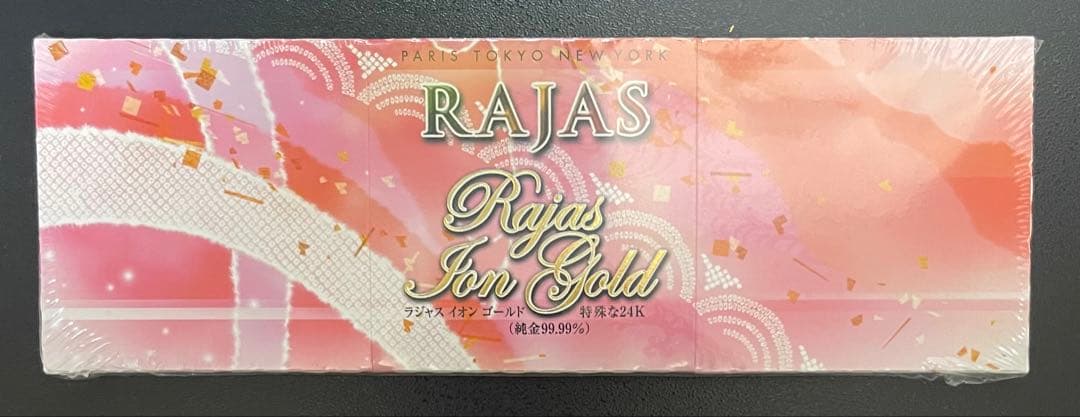 PARIS TOKYO NEW YORK
RAJAS
Rajas
Ion Gold
ラジャス イオン ゴールド 特殊な24K
(純金99.99%)